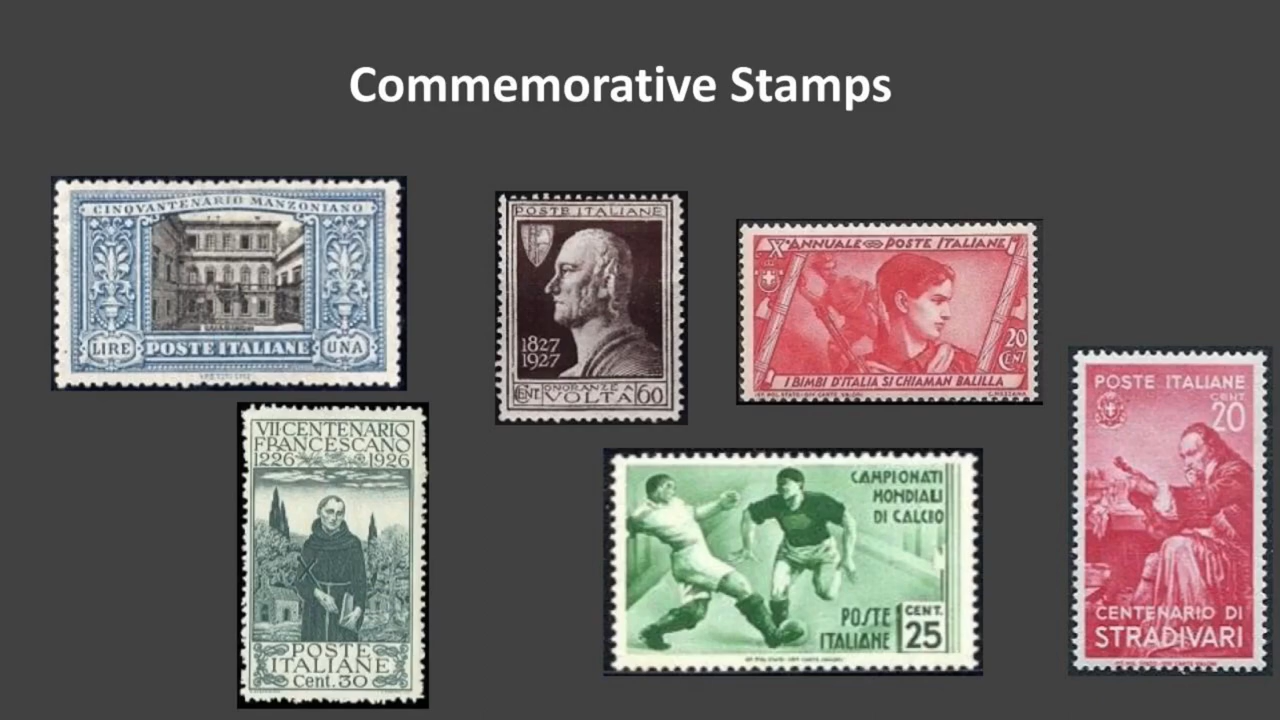 Commemorative Stamps
CINQVANTENARIO MANZONIANO
LIRE POSTE ITALIANE UNA
VII·CENTENARIO
FRANCESCANO
1226 1926
POSTE
ITALIANE
Cent. 30
POSTE ITALIANE
1827
1927
CENT. ONORANZE A
VOLTA 60
X° ANNUALE POSTE ITALIANE
20
CENT
I BIMBI D'ITALIA SI CHIAMAN BALILLA
CAMPIONATI
MONDIALI
DI CALCIO
POSTE
ITALIANE
CENT.
25
POSTE ITALIANE
CENT
20
CENTENARIO DI
STRADIVARI